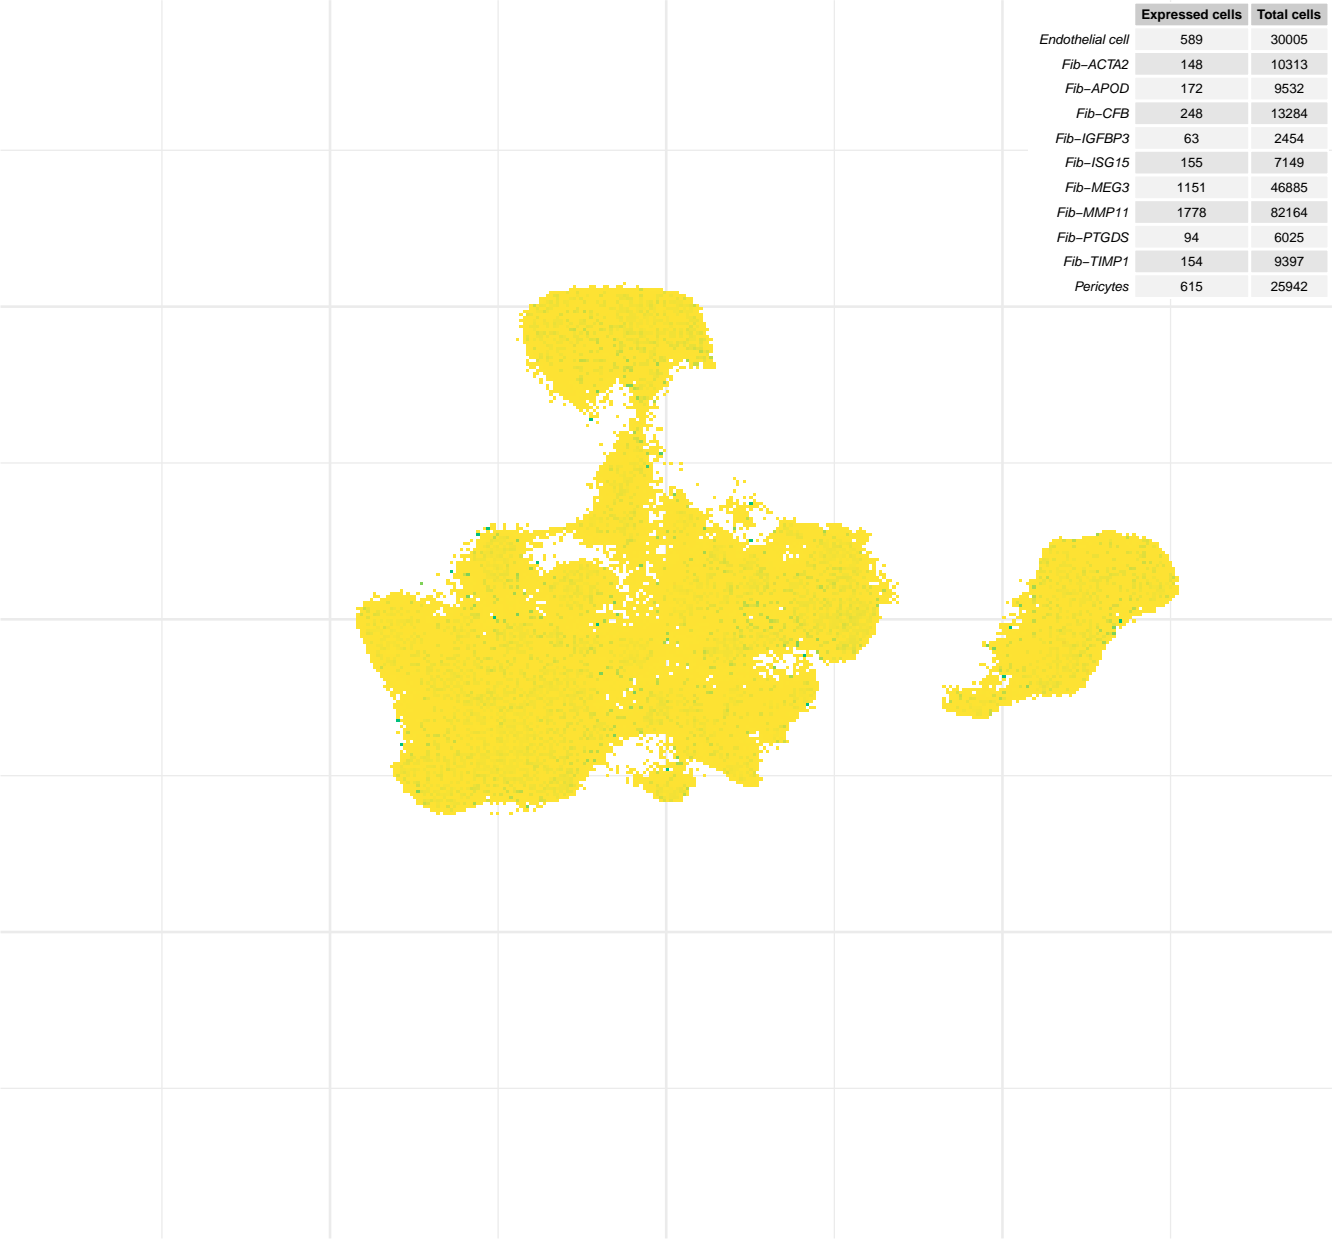 Expressed cells Total cells
Endothelial cell 589 30005
Fib−ACTA2 148 10313
Fib−APOD 172 9532
Fib−CFB 248 13284
Fib−IGFBP3 63 2454
Fib−ISG15 155 7149
Fib−MEG3 1151 46885
Fib−MMP11 1778 82164
Fib−PTGDS 94 6025
Fib−TIMP1 154 9397
Pericytes 615 25942